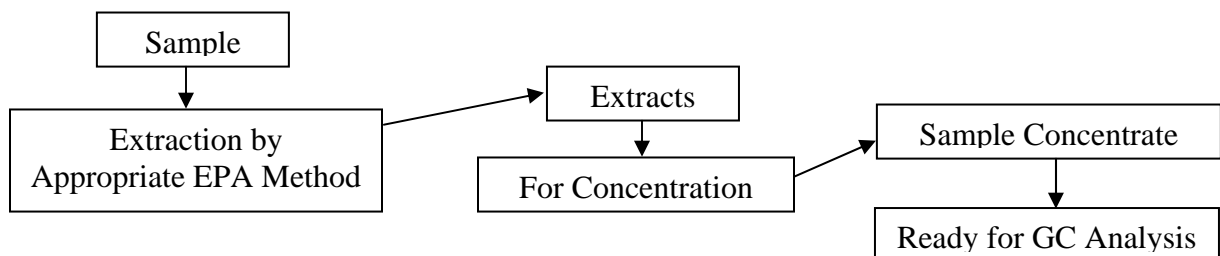 Sample
Extraction by
Appropriate EPA Method
Extracts
For Concentration
Sample Concentrate
Ready for GC Analysis